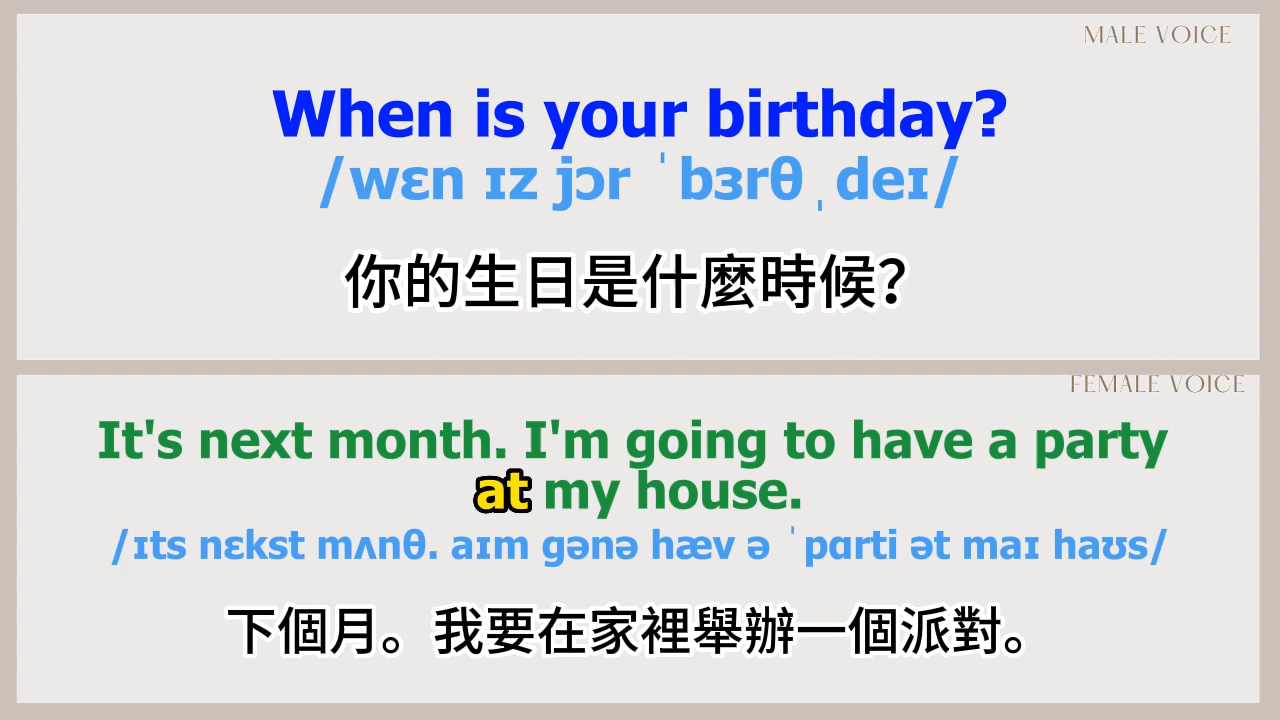 MALE VOICE
When is your birthday?
/wɛn ɪz jɔr ˈbɜrθˌdeɪ/
你的生日是什麼時候?
FEMALE VOICE
It's next month. I'm going to have a party
at my house.
/ɪts nɛkst mʌnθ. aɪm gənə hæv ə ˈpɑrti ət maɪ haʊs/
下個月。我要在家裡舉辦一個派對。